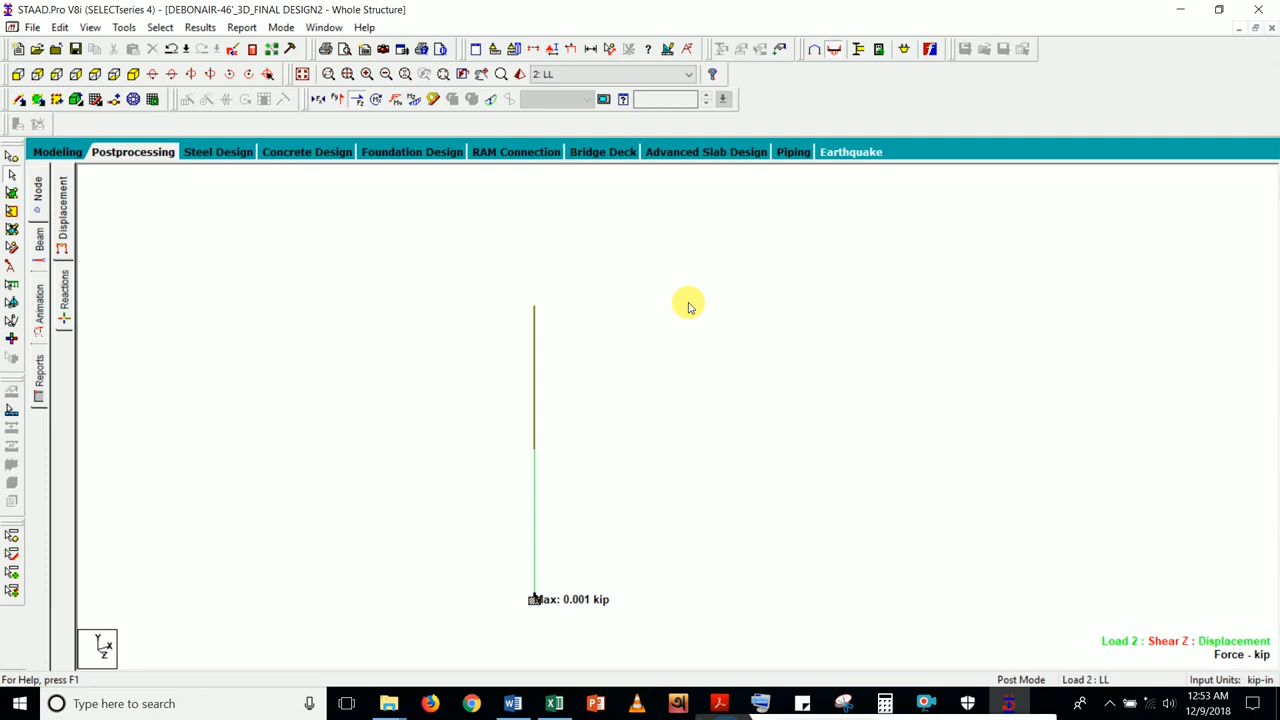 STAAD.Pro V8i (SELECTseries 4) - [DEBONAIR-46'_3D_FINAL DESIGN2 - Whole Structure]
File Edit View Tools Select Results Report Mode Window Help
2: LL
Modeling Postprocessing Steel Design Concrete Design Foundation Design RAM Connection Bridge Deck Advanced Slab Design Piping Earthquake
Node
Beam
Animation
Reports
Displacement
Reactions
Max: 0.001 kip
Y
X
Z
Load 2 : Shear Z : Displacement
Force - kip
For Help, press F1 Post Mode Load 2 : LL Input Units: kip-in
Type here to search
12:53 AM
12/9/2018